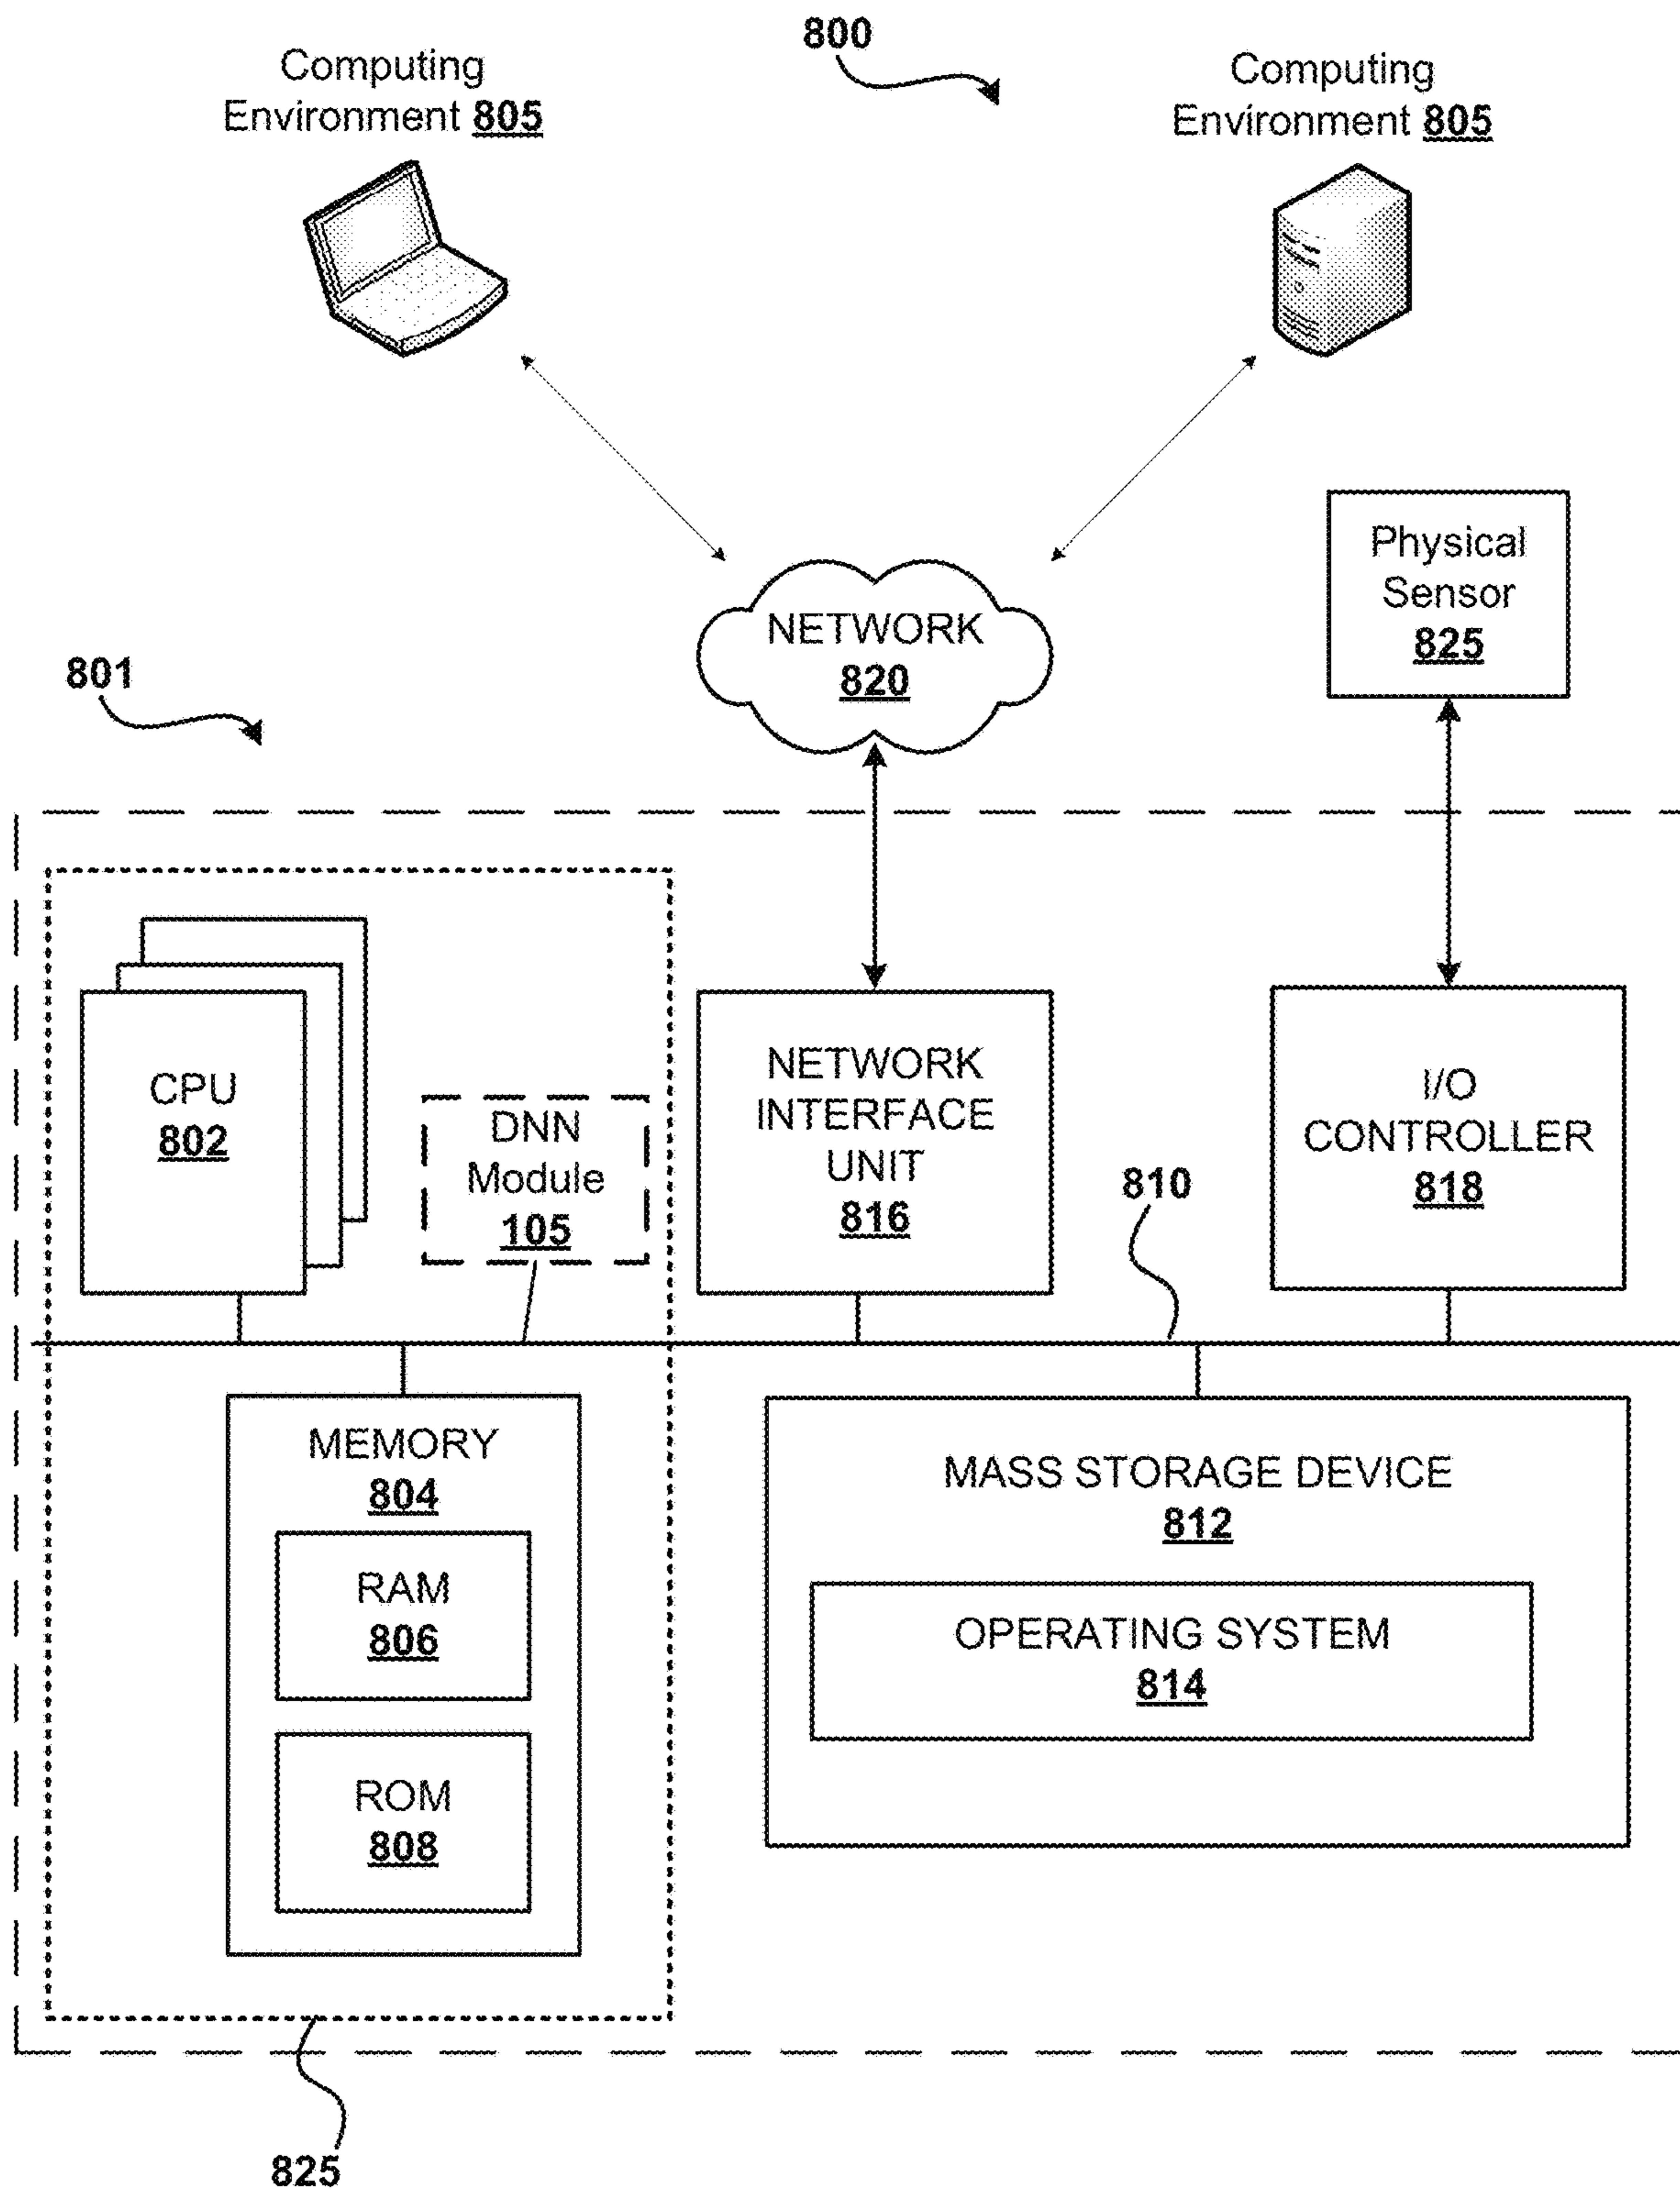 800
Computing
Environment 805
Computing
Environment 805
Physical
Sensor
825
NETWORK
820
801
CPU
802
DNN
Module
105
NETWORK
INTERFACE
UNIT
816
810
I/O
CONTROLLER
818
MEMORY
804
RAM
806
ROM
808
MASS STORAGE DEVICE
812
OPERATING SYSTEM
814
825